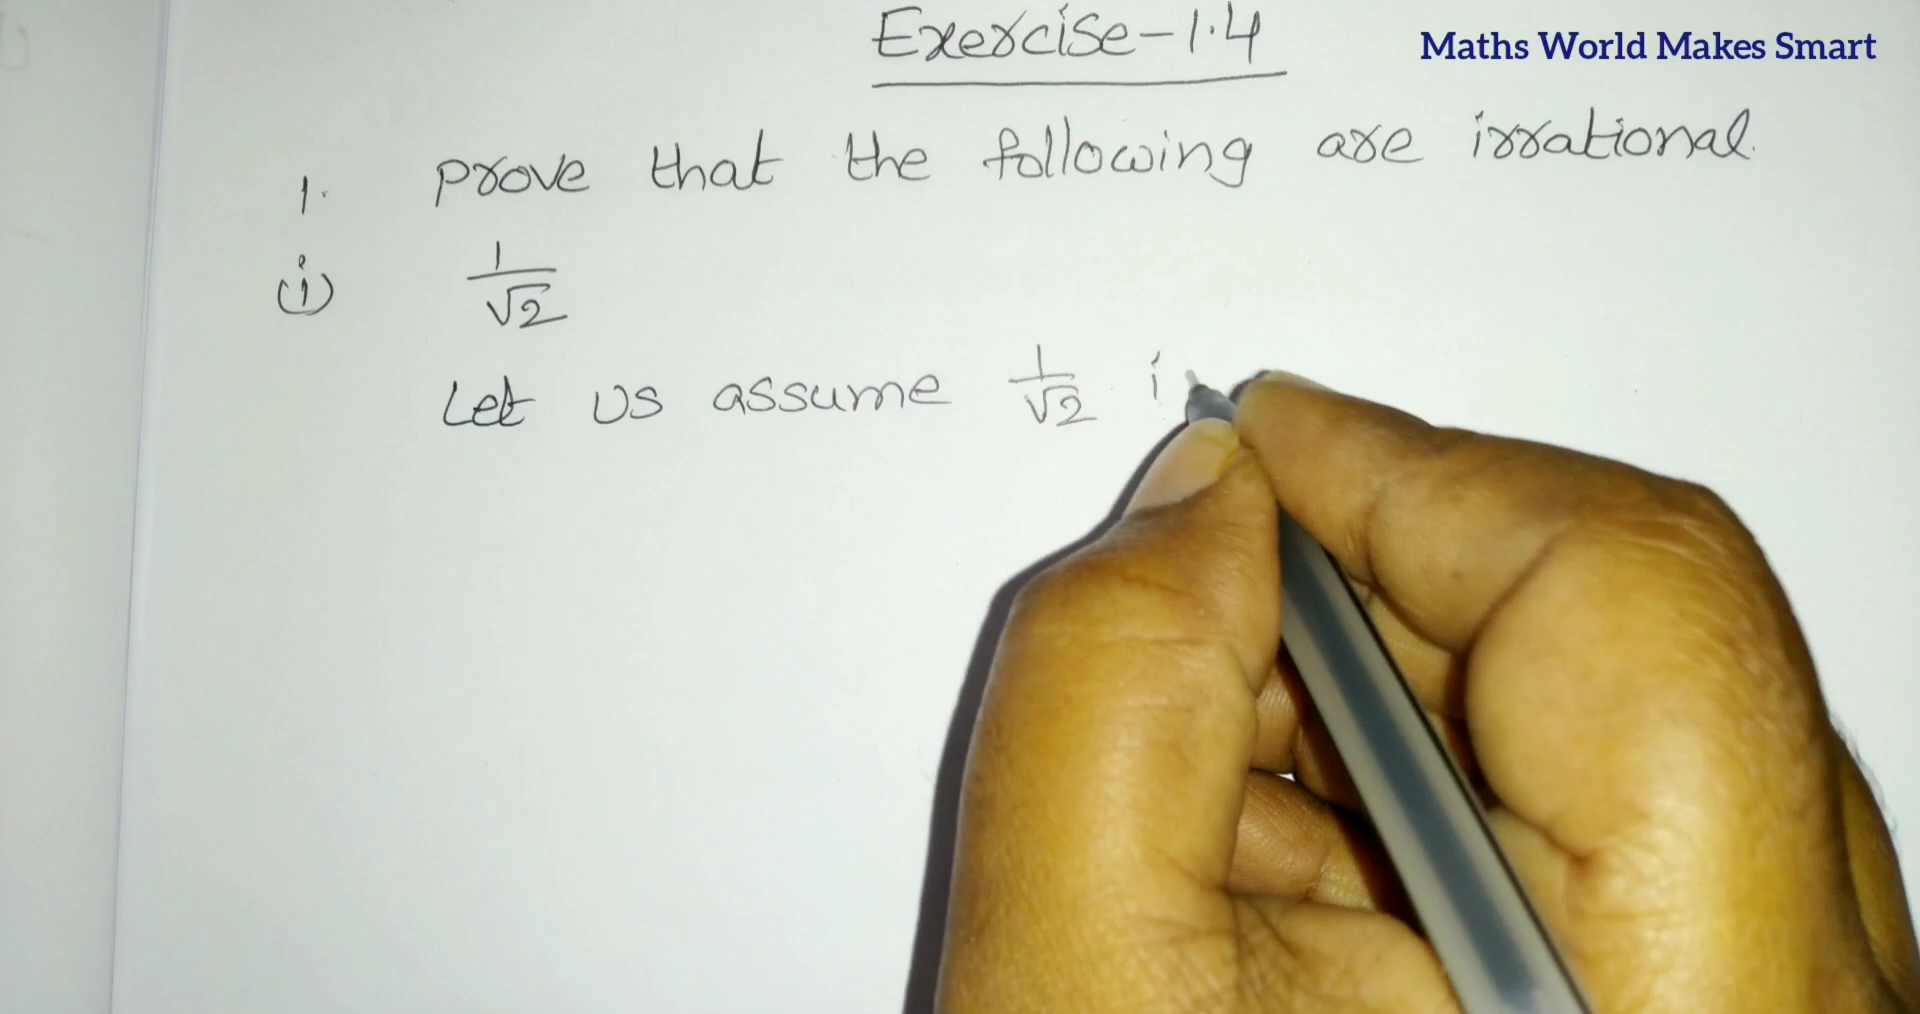 Exercise-1.4
Maths World Makes Smart
1. prove that the following are irrational.
(i) 1/√2
Let us assume 1/√2 i